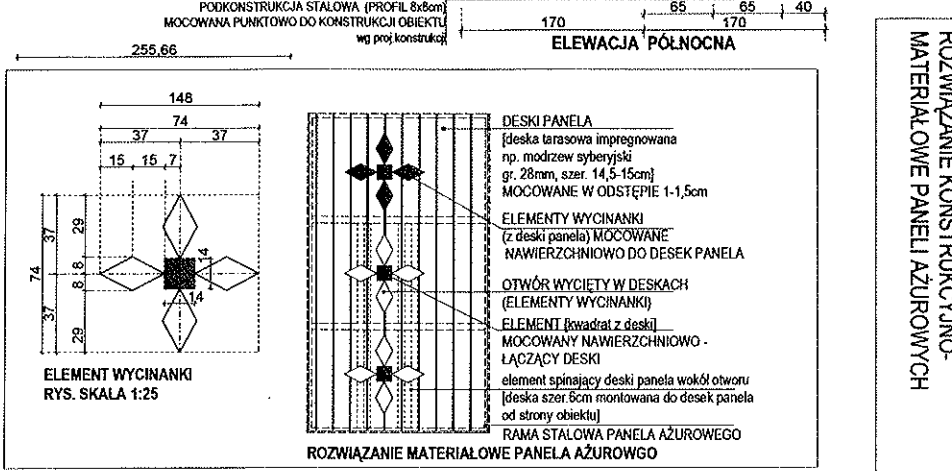 PODKONSTRUKCJA STALOWA (PROFIL 8x6cm)
MOCOWANA PUNKTOWO DO KONSTRUKCJI OBIEKTU
wg proj.konstrukcji
65 65 40
170 170
ELEWACJA PÓŁNOCNA
255,66
148
74
37 37
15 15 7
29
8
8
29
37
37
74
14
14
ELEMENT WYCINANKI
RYS. SKALA 1:25
DESKI PANELA
[deska tarasowa impregnowana
np. modrzew syberyjski
gr. 28mm, szer. 14,5-15cm]
MOCOWANE W ODSTĘPIE 1-1,5cm
ELEMENTY WYCINANKI
(z deski panela) MOCOWANE
NAWIERZCHNIOWO DO DESEK PANELA
OTWÓR WYCIĘTY W DESKACH
(ELEMENTY WYCINANKI)
ELEMENT [kwadrat z deski]
MOCOWANY NAWIERZCHNIOWO -
ŁĄCZĄCY DESKI
element spinający deski panela wokół otworu
[deska szer.6cm montowana do desek panela
od strony obiektu]
RAMA STALOWA PANELA AŻUROWEGO
ROZWIĄZANIE MATERIAŁOWE PANELA AŻUROWGO
ROZWIĄZANIE KONSTRUKCYJNO-
MATERIAŁOWE PANELI AŻUROWYCH